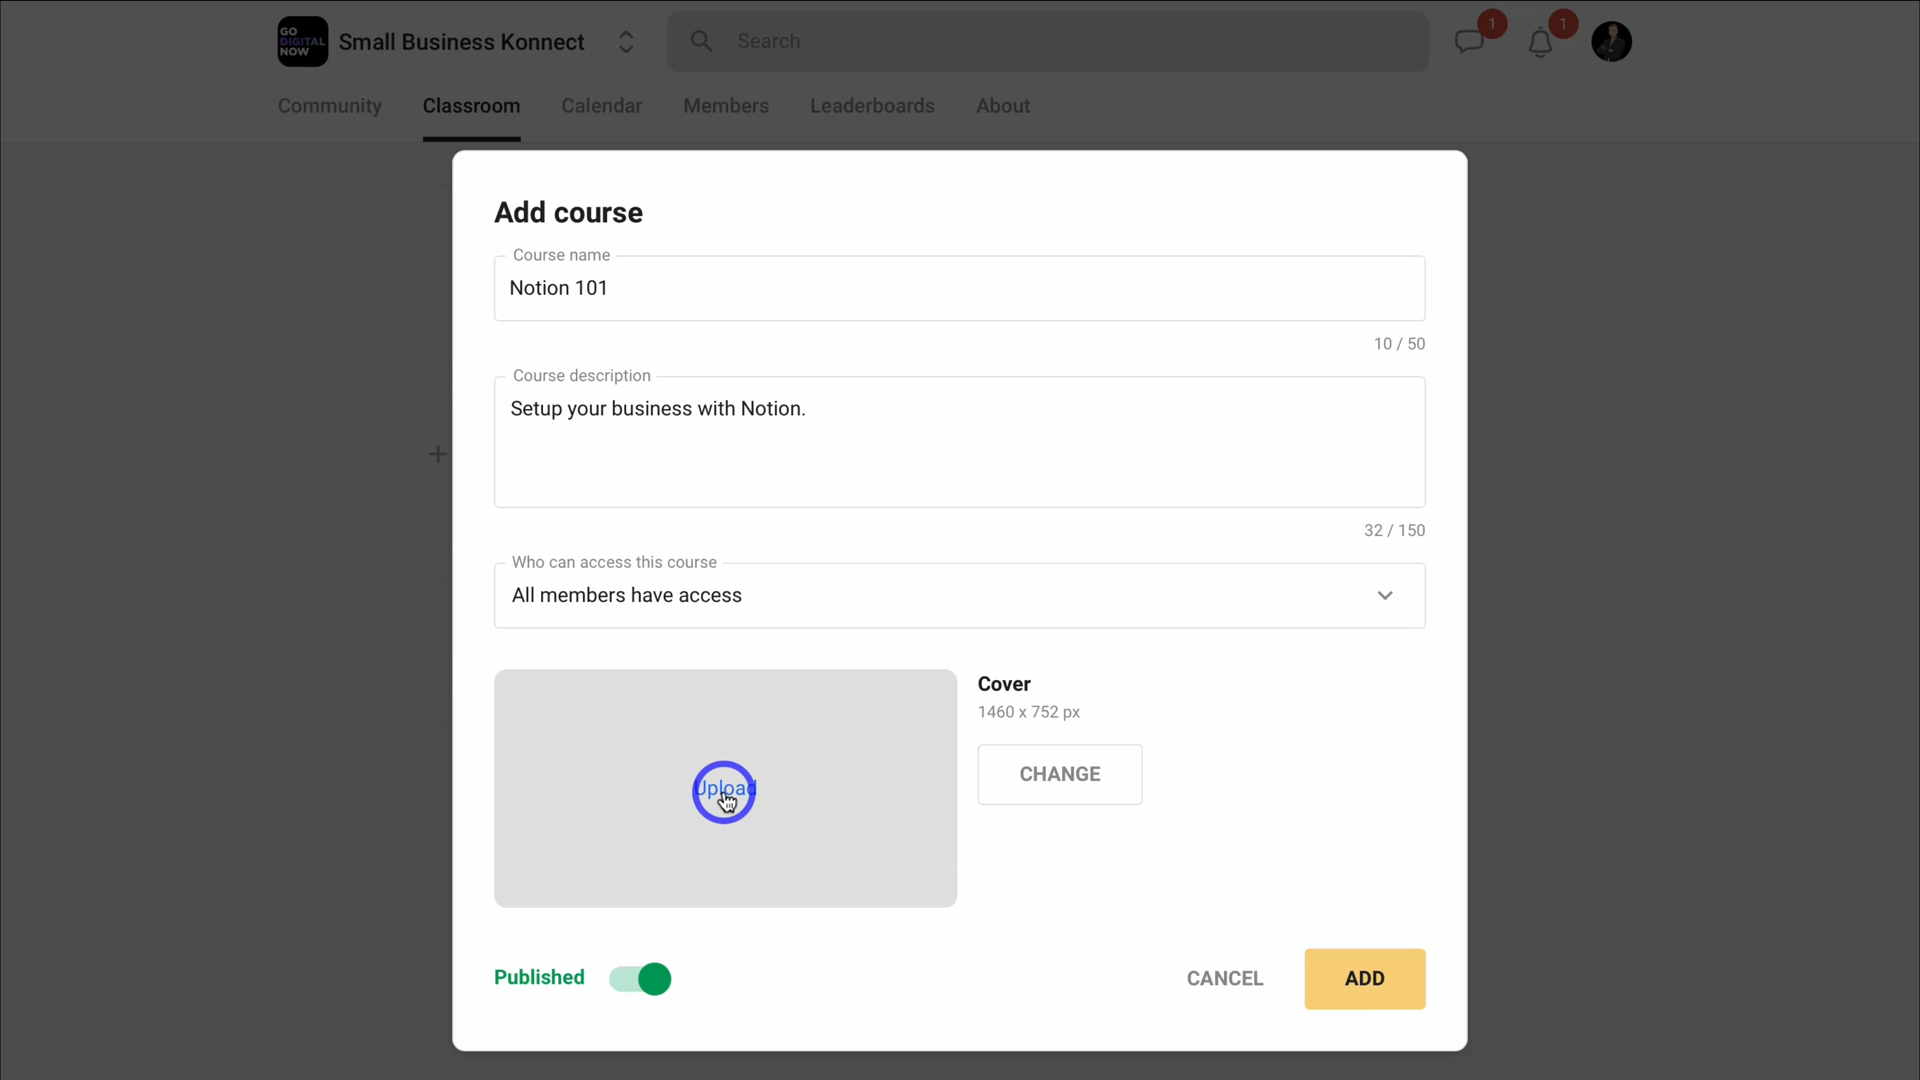 GO
DIGITAL
NOW
Small Business Konnect
Search
1
1
Community
Classroom
Calendar
Members
Leaderboards
About
Add course
Course name
Notion 101
10 / 50
Course description
Setup your business with Notion.
32 / 150
Who can access this course
All members have access
Upload
Cover
1460 x 752 px
CHANGE
Published
CANCEL
ADD